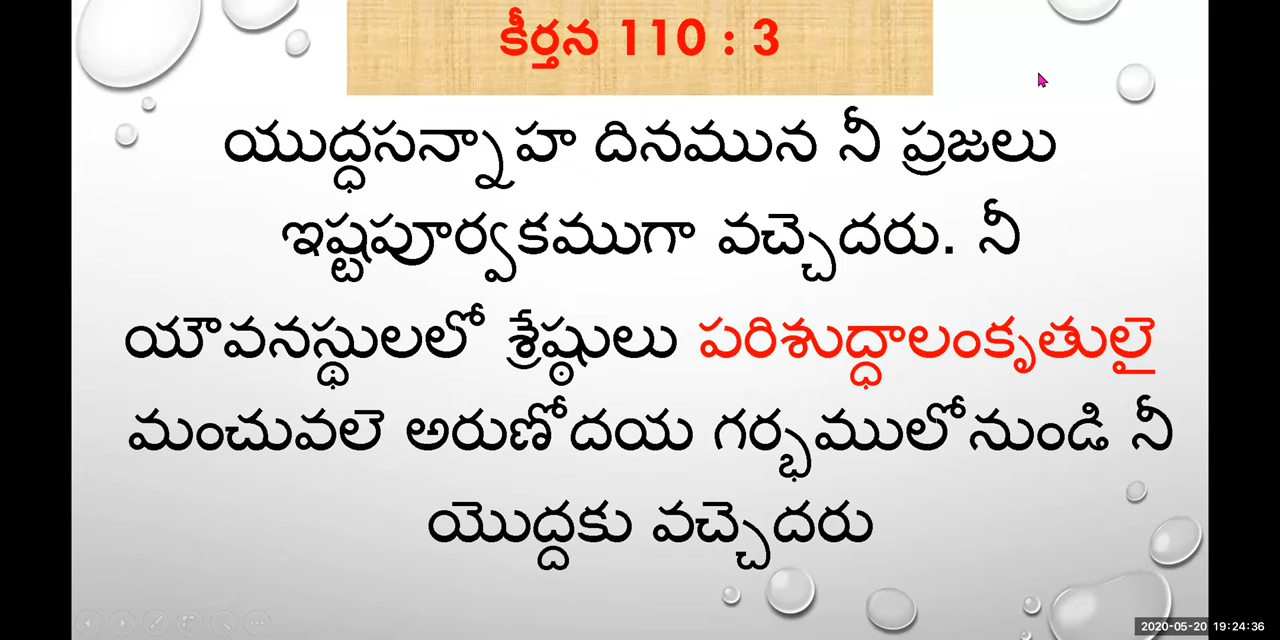 కీర్తన 110 : 3
యుద్ధసన్నాహ దినమున నీ ప్రజలు
ఇష్టపూర్వకముగా వచ్చెదరు. నీ
యౌవనస్థులలో శ్రేష్ఠులు పరిశుద్ధాలంకృతులై
మంచువలె అరుణోదయ గర్భములోనుండి నీ
యొద్దకు వచ్చెదరు
2020-05-20 19:24:36